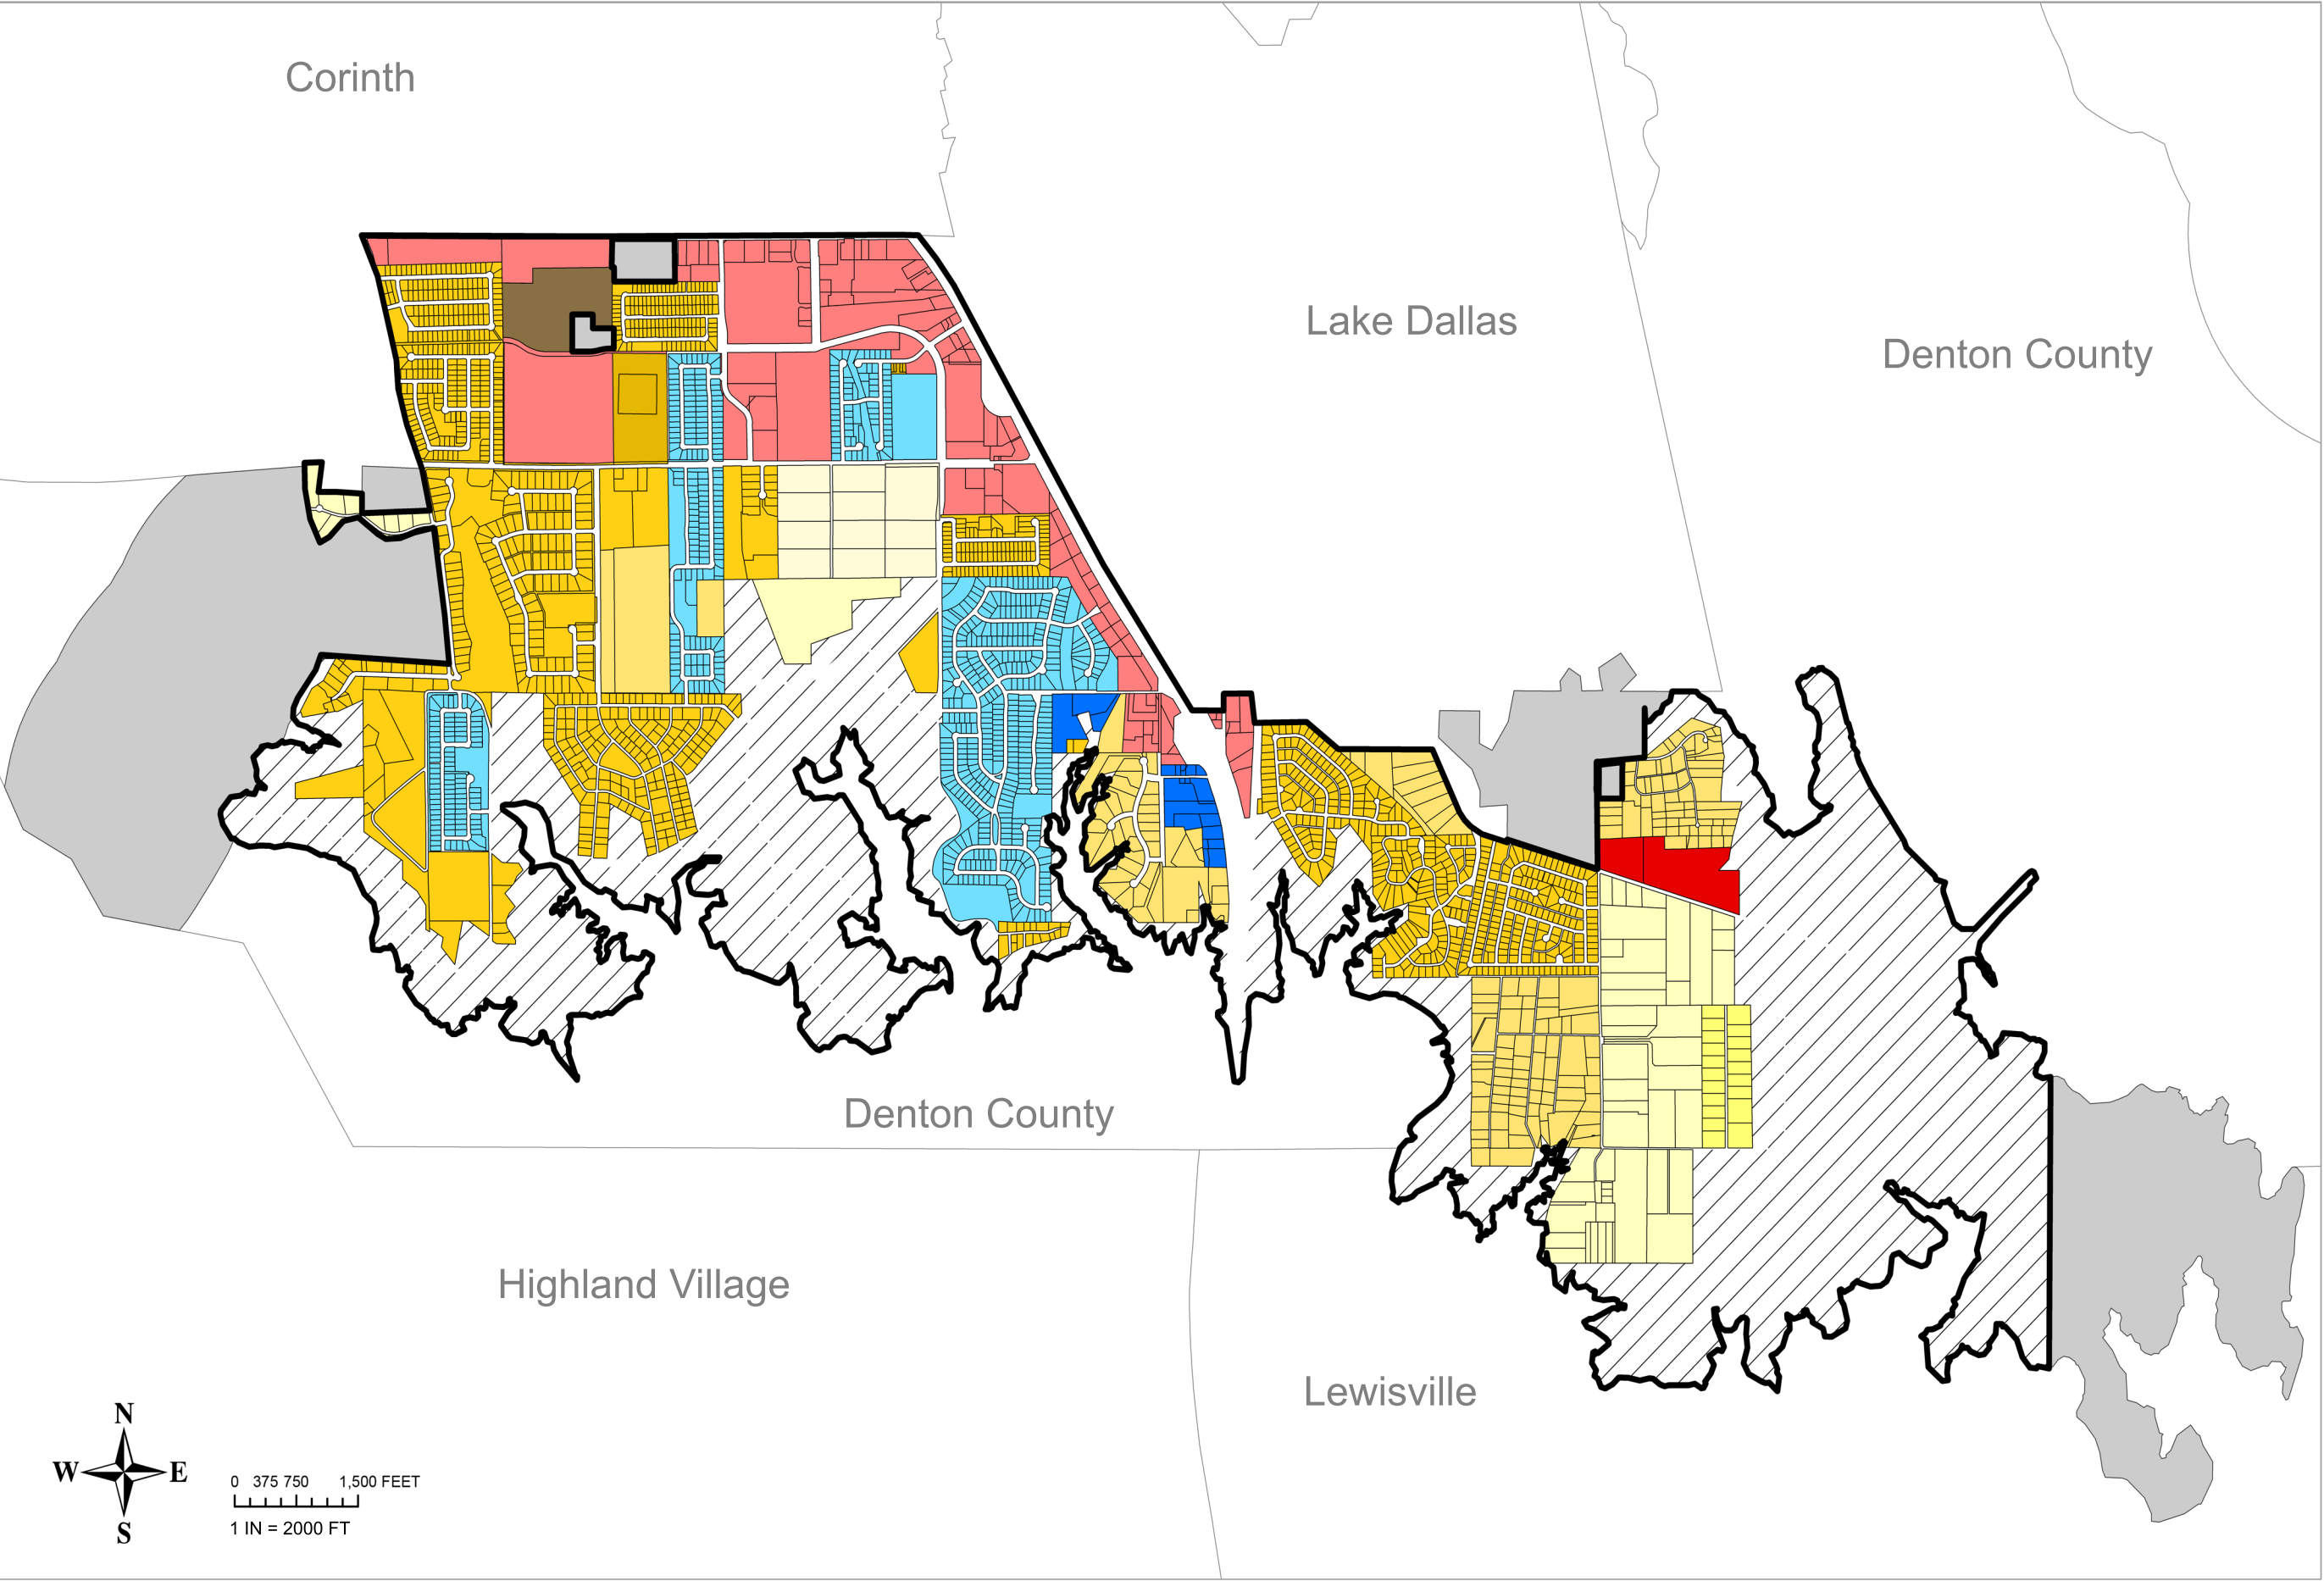 Corinth
Lake Dallas
Denton County
Denton County
Highland Village
Lewisville
N
W E
S
0 375 750 1,500 FEET
1 IN = 2000 FT